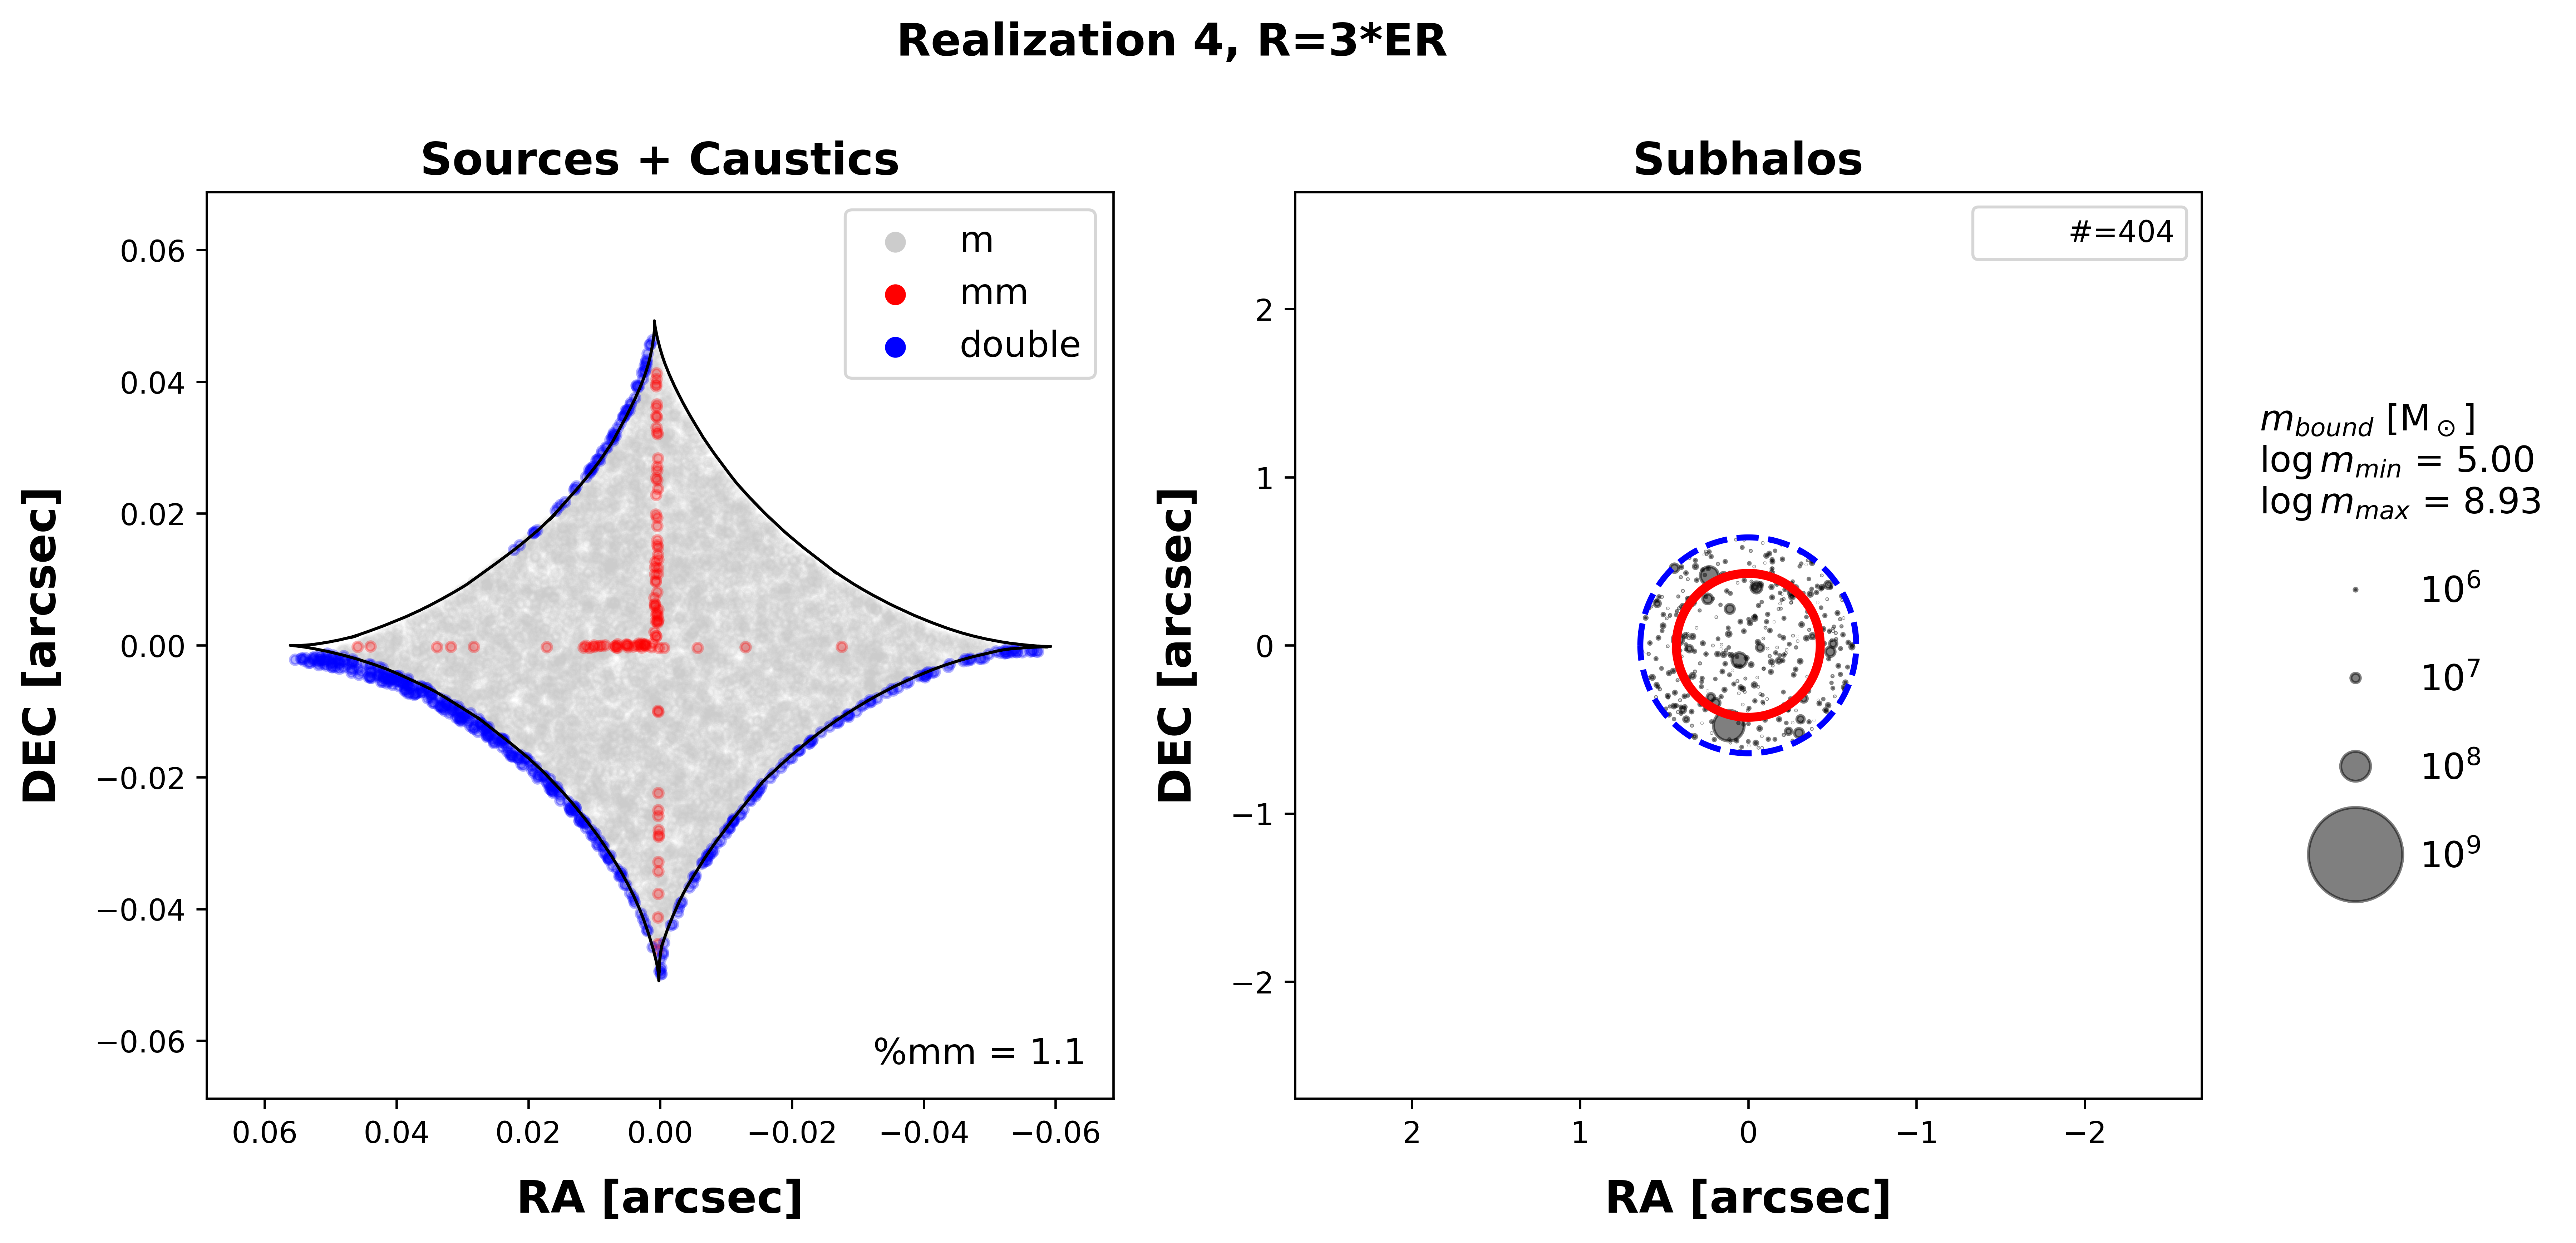 Realization 4, R=3*ER
Sources + Caustics
m
mm
double
0.06
0.04
0.02
0.00
−0.02
−0.04
−0.06
DEC [arcsec]
%mm = 1.1
0.06
0.04
0.02
0.00
−0.02
−0.04
−0.06
RA [arcsec]
Subhalos
#=404
2
1
0
−1
−2
DEC [arcsec]
2
1
0
−1
−2
RA [arcsec]
m_bound [M_⊙]
log m_min = 5.00
log m_max = 8.93
10^6
10^7
10^8
10^9